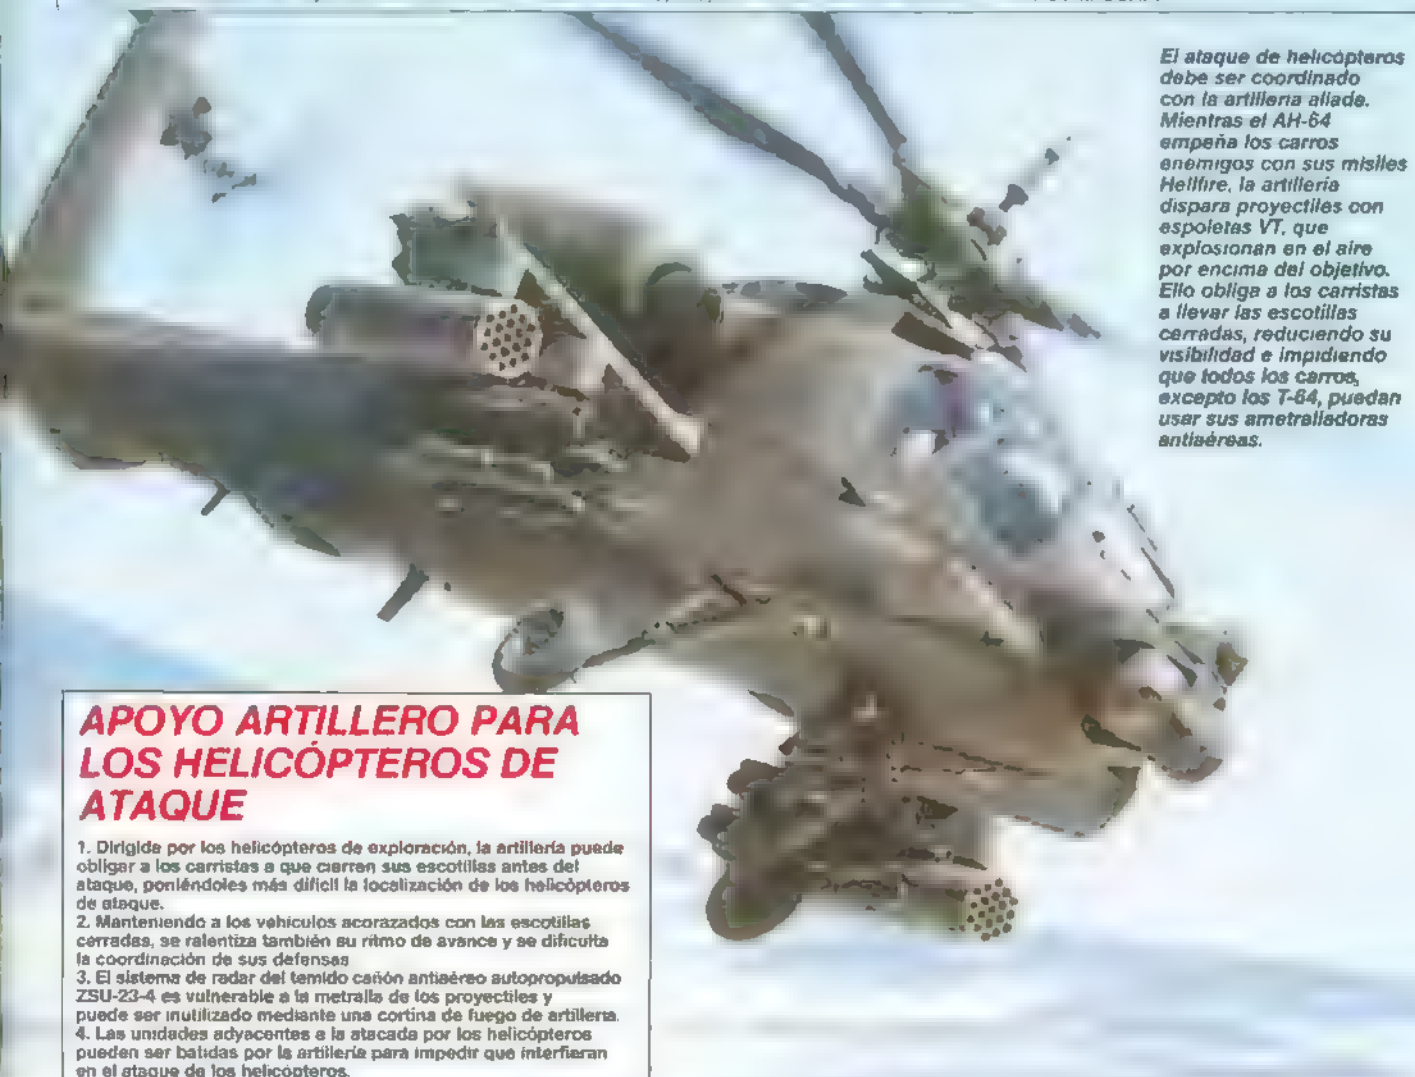 El ataque de helicópteros
debe ser coordinado
con la artillería aliada.
Mientras el AH-64
empeña los carros
enemigos con sus misiles
Hellfire, la artillería
dispara proyectiles con
espoletas VT, que
explosionan en el aire
por encima del objetivo.
Ello obliga a los carristas
a llevar las escotillas
cerradas, reduciendo su
visibilidad e impidiendo
que todos los carros,
excepto los T-64, puedan
usar sus ametralladoras
antiaéreas.
APOYO ARTILLERO PARA
LOS HELICÓPTEROS DE
ATAQUE
1. Dirigida por los helicópteros de exploración, la artillería puede
obligar a los carristas a que cierren sus escotillas antes del
ataque, poniéndoles más difícil la localización de los helicópteros
de ataque.
2. Manteniendo a los vehículos acorazados con las escotillas
cerradas, se ralentiza también su ritmo de avance y se dificulta
la coordinación de sus defensas
3. El sistema de radar del temido cañón antiaéreo autopropulsado
ZSU-23-4 es vulnerable a la metralla de los proyectiles y
puede ser inutilizado mediante una cortina de fuego de artillería.
4. Las unidades adyacentes a la atacada por los helicópteros
pueden ser batidas por la artillería para impedir que interfieran
en el ataque de los helicópteros.